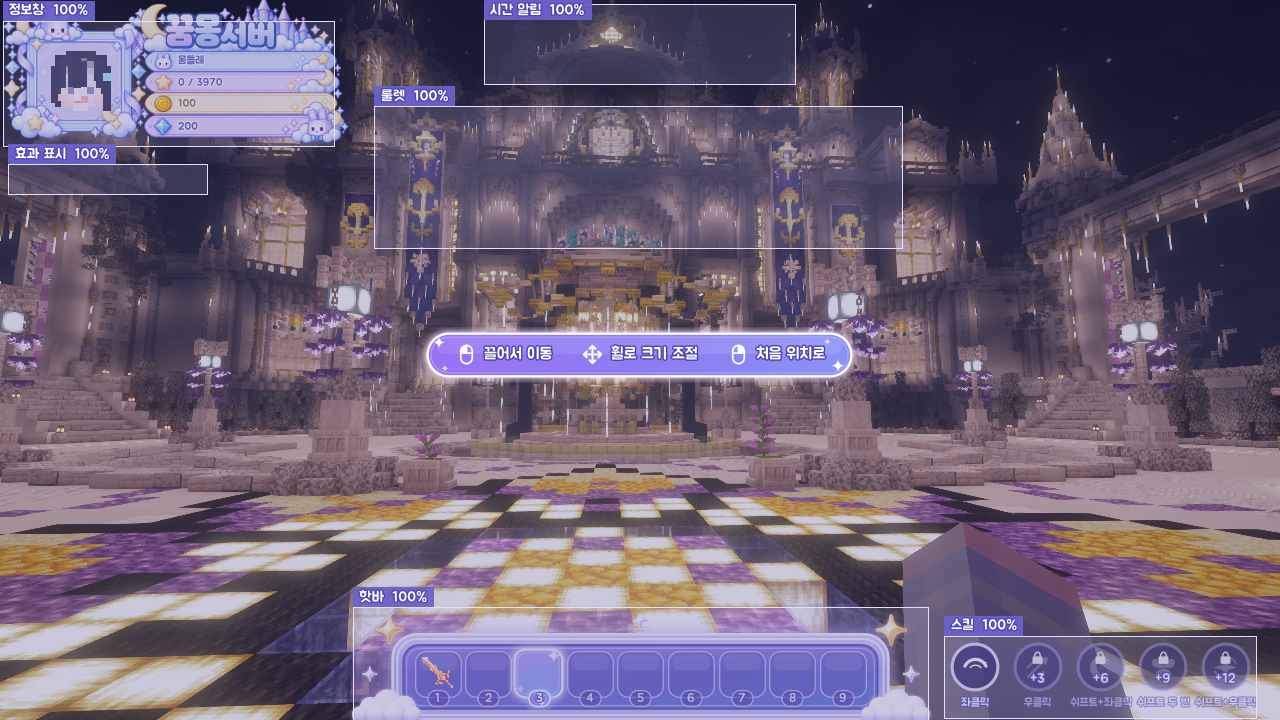 정보창 100%
꿈몽서버
몽들레
0 / 3970
100
200
효과 표시 100%
시간 알림 100%
룰렛 100%
끌어서 이동
휠로 크기 조절
처음 위치로
핫바 100%
1 2 3 4 5 6 7 8 9
스킬 100%
+3 +6 +9 +12
좌클릭 우클릭 쉬프트+좌클릭 쉬프트 두 번 쉬프트+우클릭